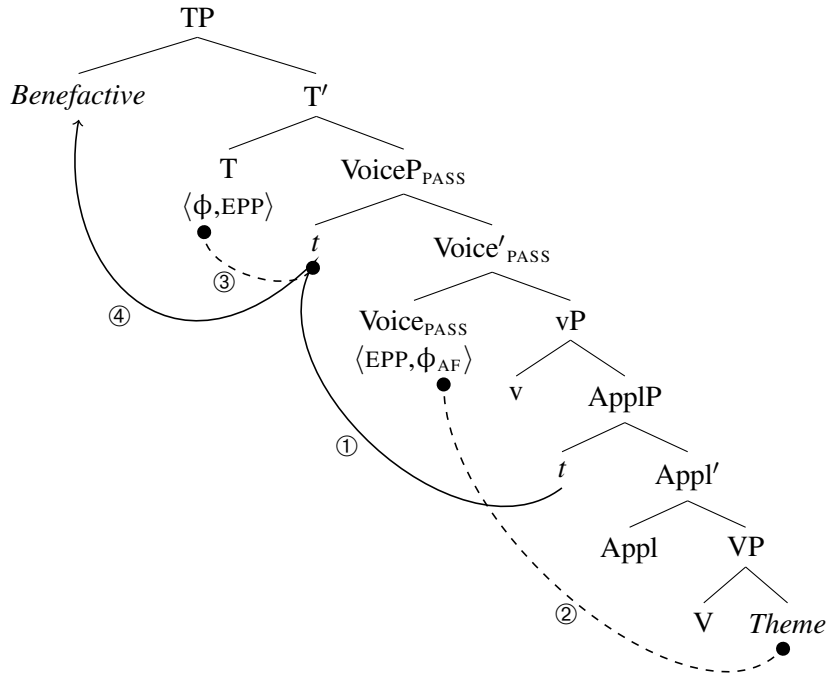 TP
Benefactive T′
T VoiceP_PASS
⟨ϕ,EPP⟩
t Voice′_PASS
③
④
Voice_PASS vP
⟨EPP,ϕ_AF⟩
v ApplP
①
t Appl′
Appl VP
②
V Theme